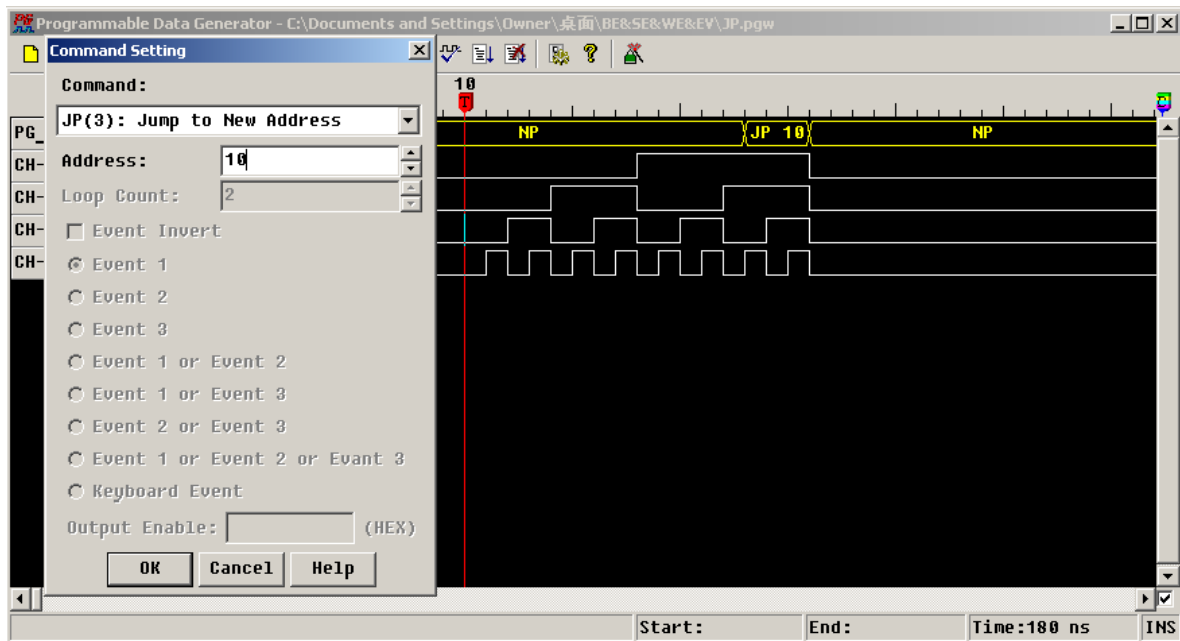 Programmable Data Generator - C:\Documents and Settings\Owner\桌面\BE&SE&WE&EV\JP.pgw
Command Setting
Command:
JP(3): Jump to New Address
Address: 10
Loop Count: 2
Event Invert
Event 1
Event 2
Event 3
Event 1 or Event 2
Event 1 or Event 3
Event 2 or Event 3
Event 1 or Event 2 or Evant 3
Keyboard Event
Output Enable: (HEX)
OK Cancel Help
10
T
PG_ NP JP 10 NP
CH-
CH-
CH-
CH-
Start: End: Time:180 ns INS